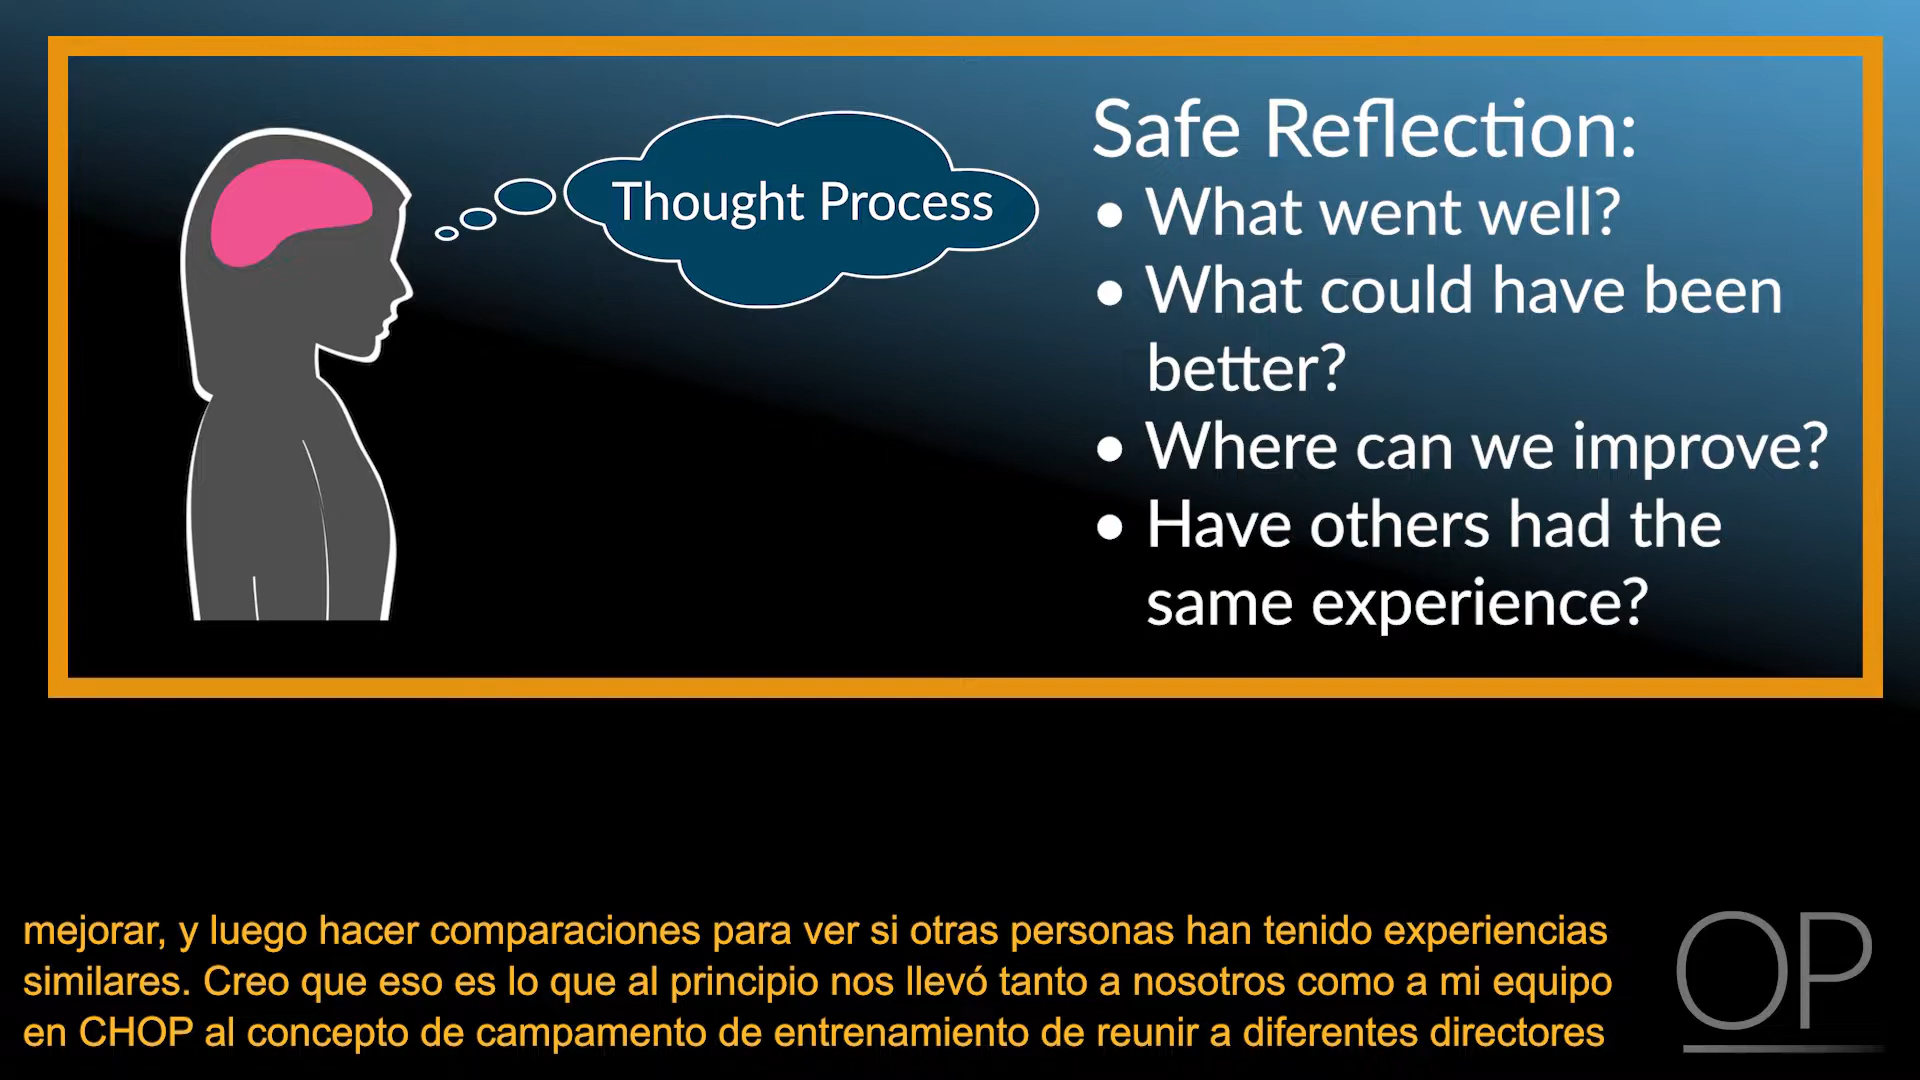 Thought Process
Safe Reflection:
• What went well?
• What could have been
better?
• Where can we improve?
• Have others had the
same experience?
mejorar, y luego hacer comparaciones para ver si otras personas han tenido experiencias
similares. Creo que eso es lo que al principio nos llevó tanto a nosotros como a mi equipo
en CHOP al concepto de campamento de entrenamiento de reunir a diferentes directores
OP